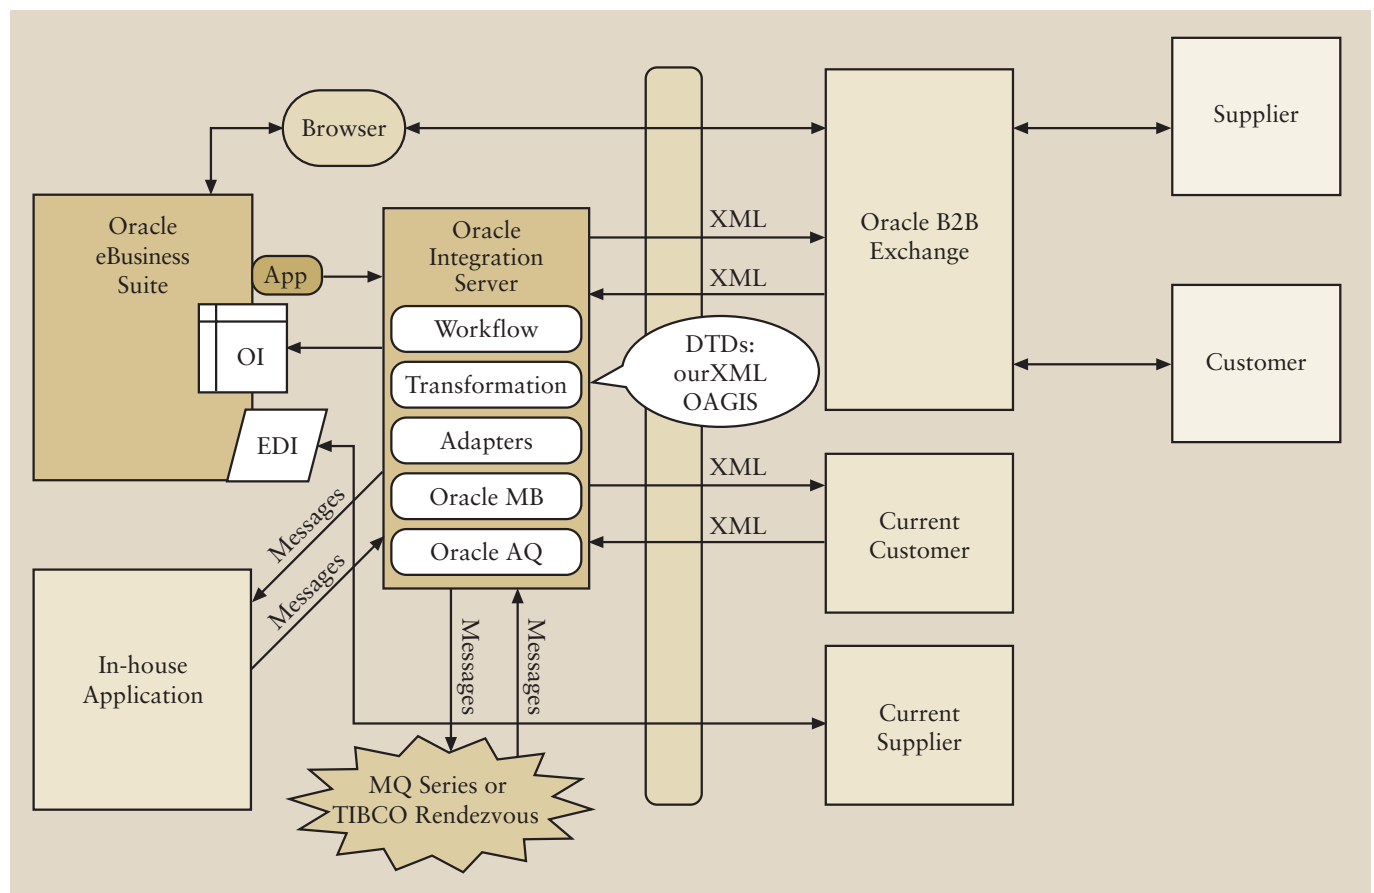 Browser
Supplier
Oracle
eBusiness
Suite
App
OI
EDI
Oracle
Integration
Server
Workflow
Transformation
Adapters
Oracle MB
Oracle AQ
XML
XML
DTDs:
ourXML
OAGIS
XML
XML
Oracle B2B
Exchange
Customer
Current
Customer
Current
Supplier
Messages
Messages
Messages
Messages
In-house
Application
MQ Series or
TIBCO Rendezvous